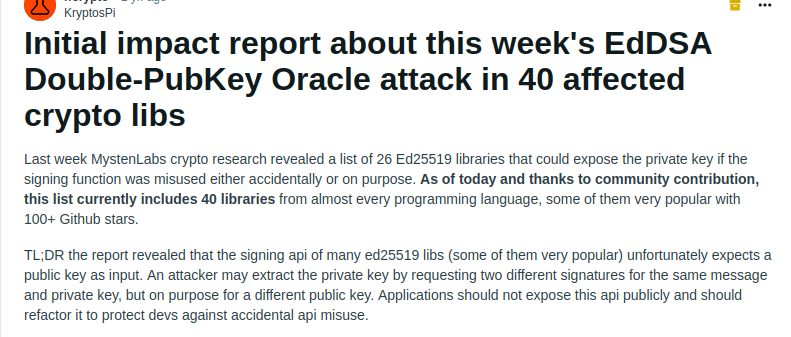 KryptosPi
Initial impact report about this week's EdDSA
Double-PubKey Oracle attack in 40 affected
crypto libs
Last week MystenLabs crypto research revealed a list of 26 Ed25519 libraries that could expose the private key if the
signing function was misused either accidentally or on purpose. As of today and thanks to community contribution,
this list currently includes 40 libraries from almost every programming language, some of them very popular with
100+ Github stars.
TL;DR the report revealed that the signing api of many ed25519 libs (some of them very popular) unfortunately expects a
public key as input. An attacker may extract the private key by requesting two different signatures for the same message
and private key, but on purpose for a different public key. Applications should not expose this api publicly and should
refactor it to protect devs against accidental api misuse.